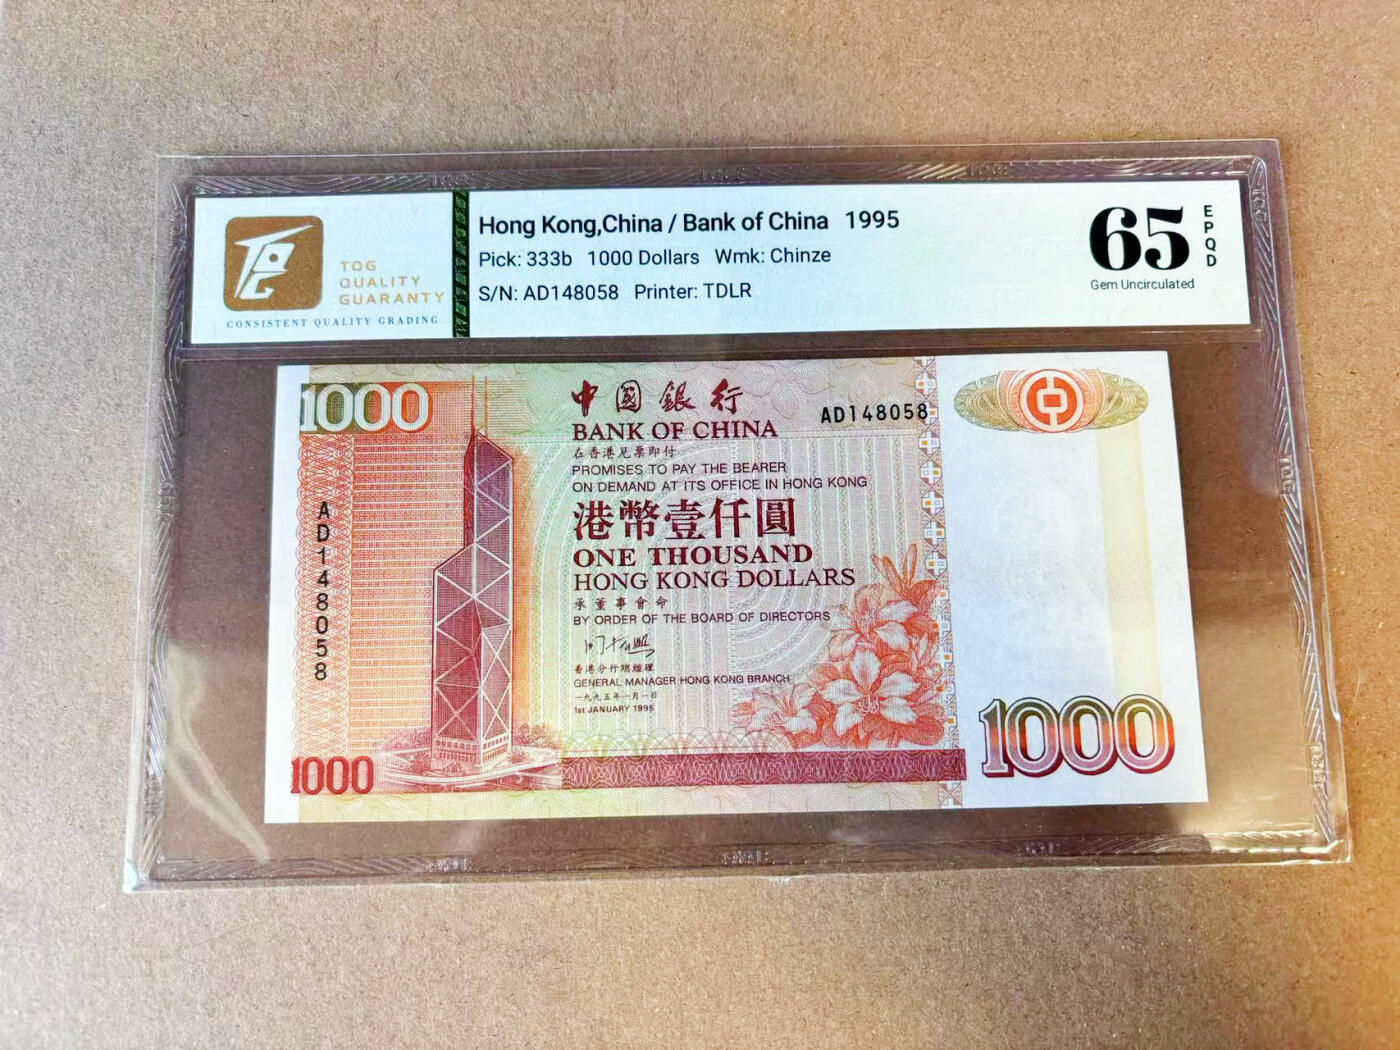 TQG
QUALITY
GUARANTY
CONSISTENT QUALITY GRADING
Hong Kong,China / Bank of China 1995
Pick: 333b 1000 Dollars Wmk: Chinze
S/N: AD148058 Printer: TDLR
65
EPQD
Gem Uncirculated
1000
中國銀行
AD148058
BANK OF CHINA
在香港見票即付
PROMISES TO PAY THE BEARER
ON DEMAND AT ITS OFFICE IN HONG KONG
港幣壹仟圓
ONE THOUSAND
HONG KONG DOLLARS
承董事會命
BY ORDER OF THE BOARD OF DIRECTORS
香港分行總經理
GENERAL MANAGER HONG KONG BRANCH
一九九五年一月一日
1st JANUARY 1995
AD148058
1000
1000